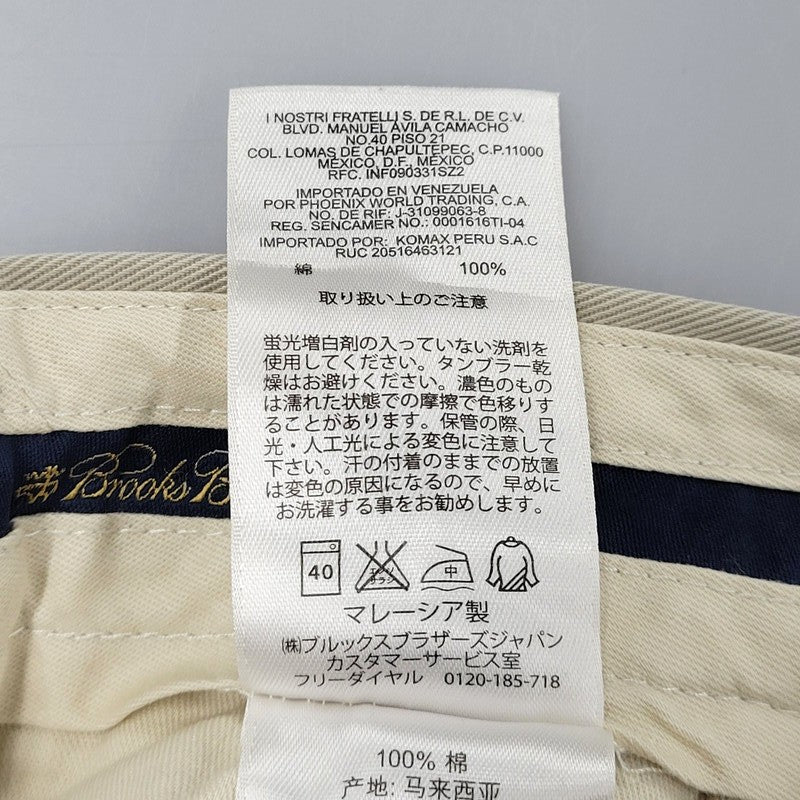 I NOSTRI FRATELLI S. DE R.L. DE C.V.
BLVD. MANUEL ÁVILA CAMACHO
NO.40 PISO 21
COL. LOMAS DE CHAPULTEPEC, C.P.11000
MÉXICO, D.F., MÉXICO
RFC. INF090331SZ2
IMPORTADO EN VENEZUELA
POR PHOENIX WORLD TRADING, C.A.
NO. DE RIF: J-31099063-8
REG. SENCAMER NO.: 0001616TI-04
IMPORTADO POR: KOMAX PERU S.A.C
RUC 20516463121
綿 100%
取り扱い上のご注意
蛍光増白剤の入っていない洗剤を
使用してください。タンブラー乾
燥はお避けください。濃色のもの
は濡れた状態での摩擦で色移りす
ることがあります。保管の際、日
光・人工光による変色に注意して
下さい。汗の付着のままでの放置
は変色の原因になるので、早めに
お洗濯する事をお勧めします。
40 エンソ サラシ 中
マレーシア製
(株)ブルックスブラザーズジャパン
カスタマーサービス室
フリーダイヤル 0120-185-718
Brooks B
100% 棉
产地: 马来西亚